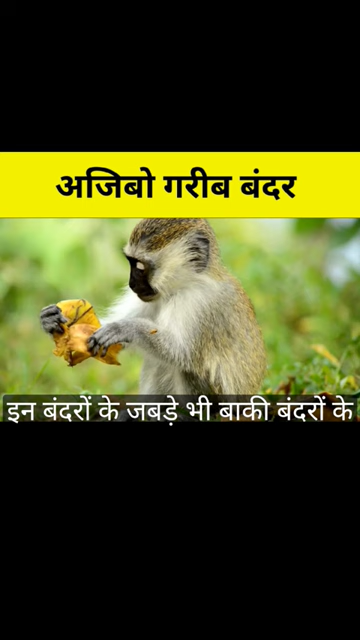 अजिबो गरीब बंदर
इन बंदरों के जबड़े भी बाकी बंदरों के